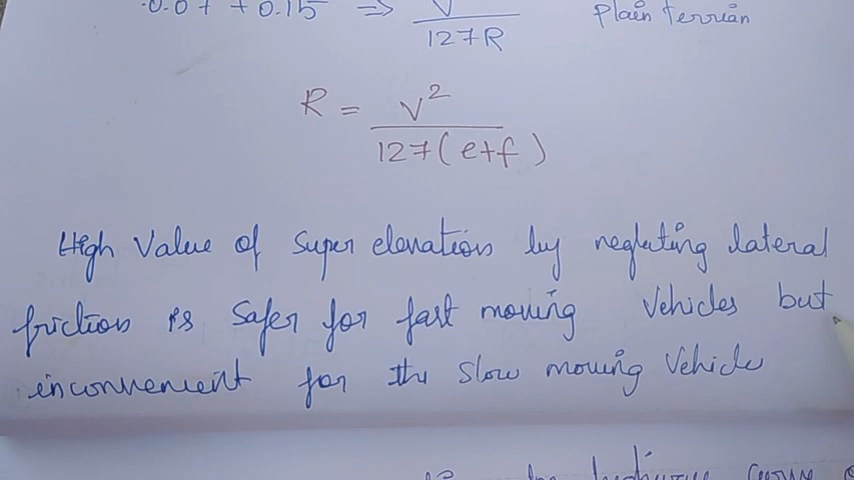 0.07 + 0.15 ⇒ V / 127R Plain terrian
R = V² / 127(e+f)
High Value of Super elevation by neglecting lateral
friction is Safer for fast moving Vehicles but
inconvenient for the slow moving Vehicle